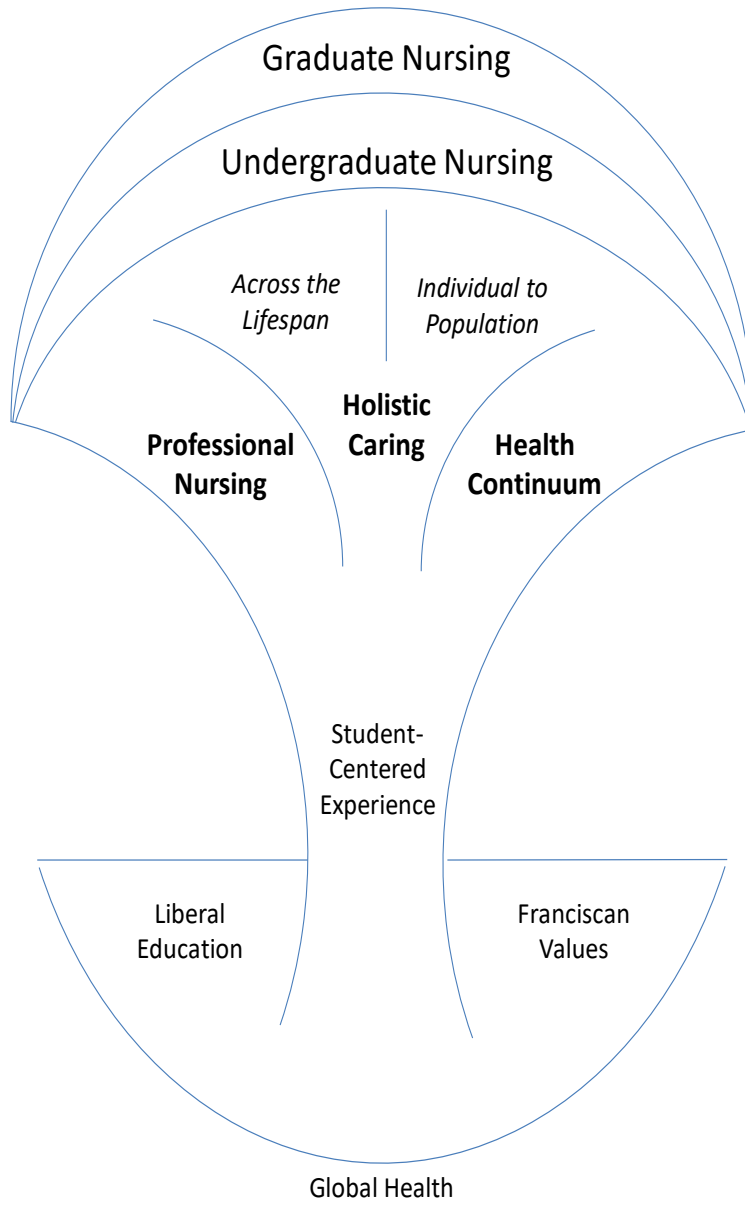 Graduate Nursing
Undergraduate Nursing
Across the
Lifespan
Individual to
Population
Holistic
Caring
Professional
Nursing
Health
Continuum
Student-
Centered
Experience
Liberal
Education
Franciscan
Values
Global Health